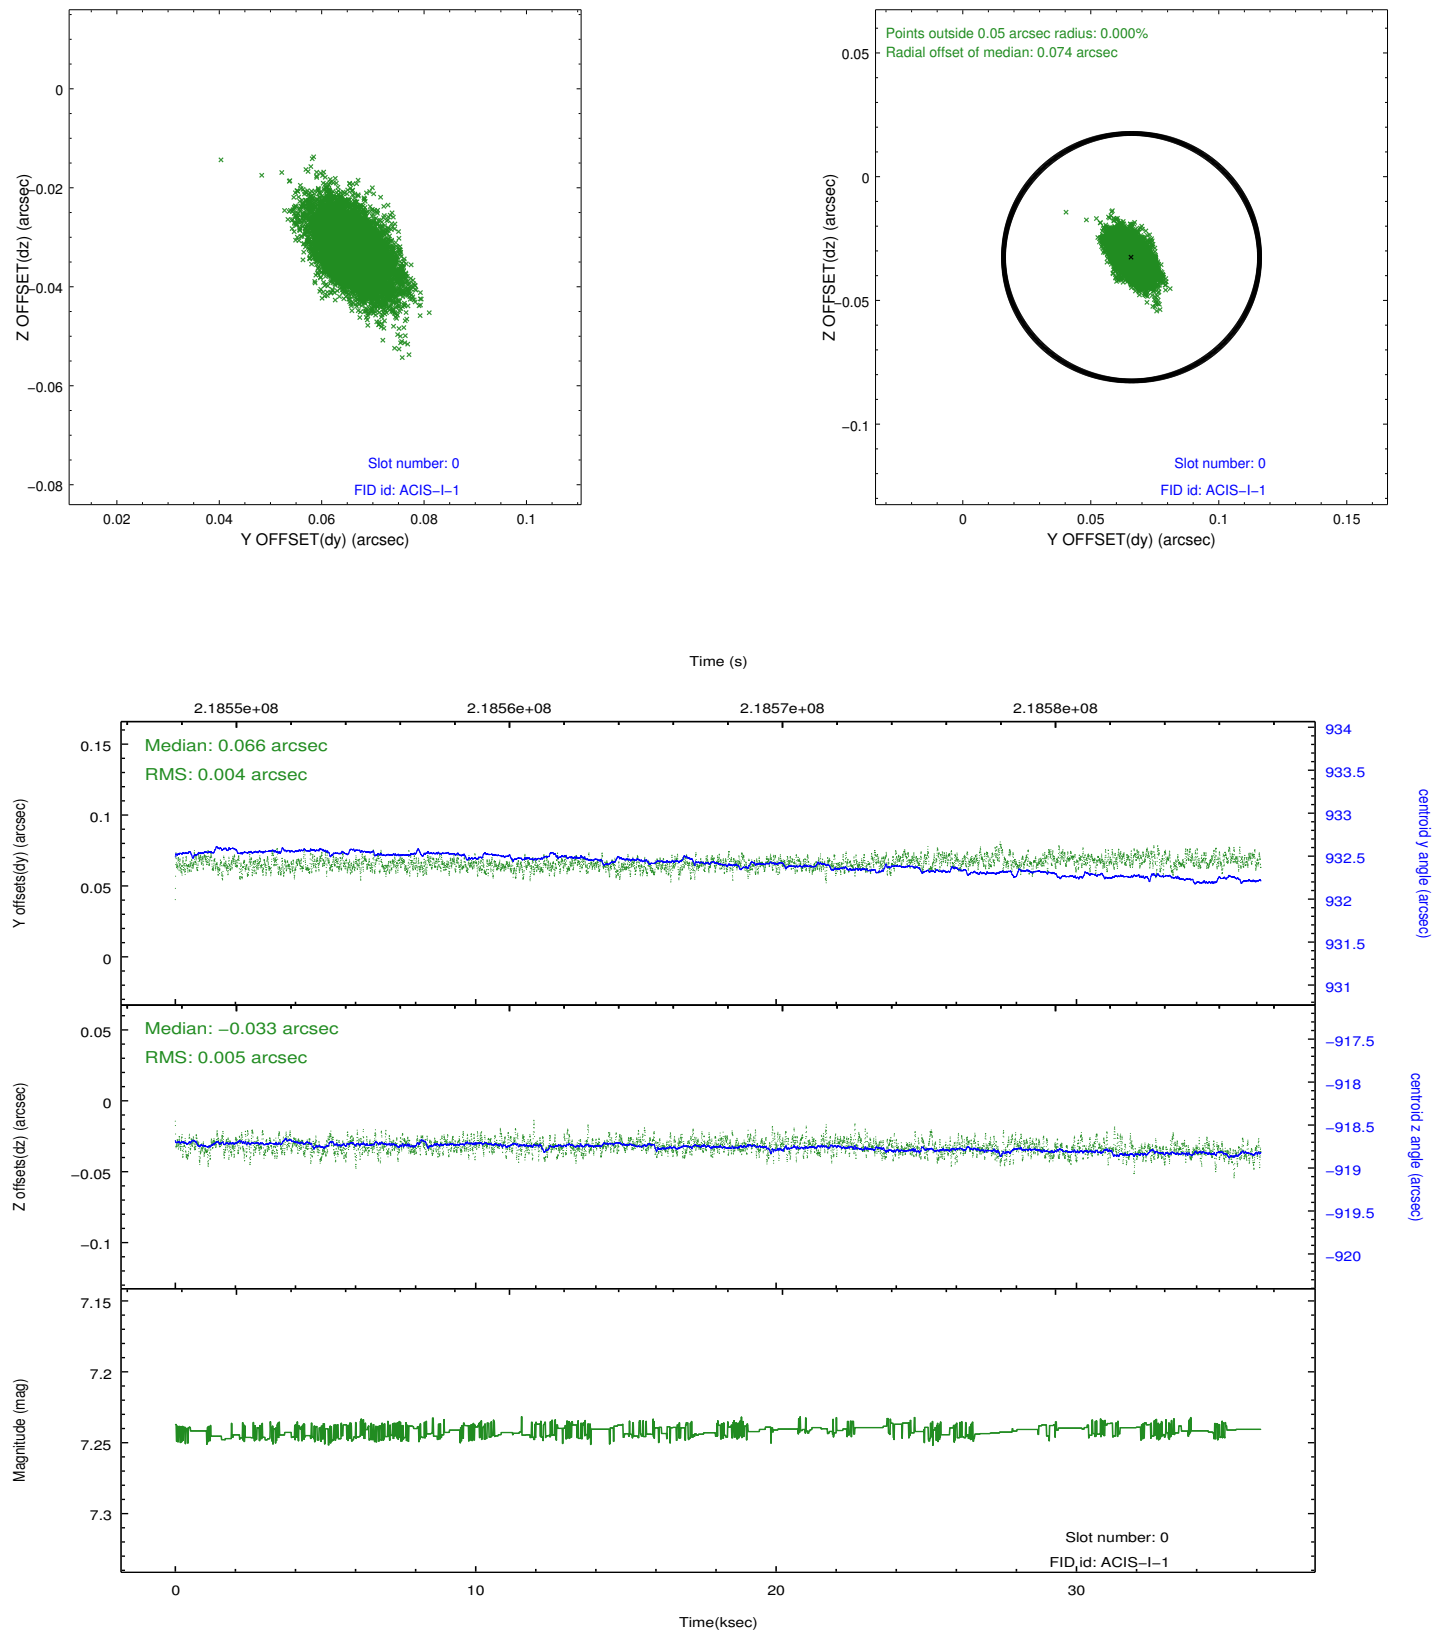 0
−0.02
−0.04
−0.06
−0.08
Z OFFSET(dz) (arcsec)
Slot number: 0
FID id: ACIS−I−1
0.02
0.04
0.06
0.08
0.1
Y OFFSET(dy) (arcsec)
Points outside 0.05 arcsec radius: 0.000%
Radial offset of median: 0.074 arcsec
0.05
0
−0.05
−0.1
Z OFFSET(dz) (arcsec)
Slot number: 0
FID id: ACIS−I−1
0
0.05
0.1
0.15
Y OFFSET(dy) (arcsec)
Time (s)
2.1855e+08
2.1856e+08
2.1857e+08
2.1858e+08
Median: 0.066 arcsec
RMS: 0.004 arcsec
0.15
0.1
0.05
0
Y offsets(dy) (arcsec)
934
933.5
933
932.5
932
931.5
931
centroid y angle (arcsec)
Median: −0.033 arcsec
RMS: 0.005 arcsec
0.05
0
−0.05
−0.1
Z offsets(dz) (arcsec)
−917.5
−918
−918.5
−919
−919.5
−920
centroid z angle (arcsec)
7.15
7.2
7.25
7.3
Magnitude (mag)
Slot number: 0
FID id: ACIS−I−1
0
10
20
30
Time(ksec)